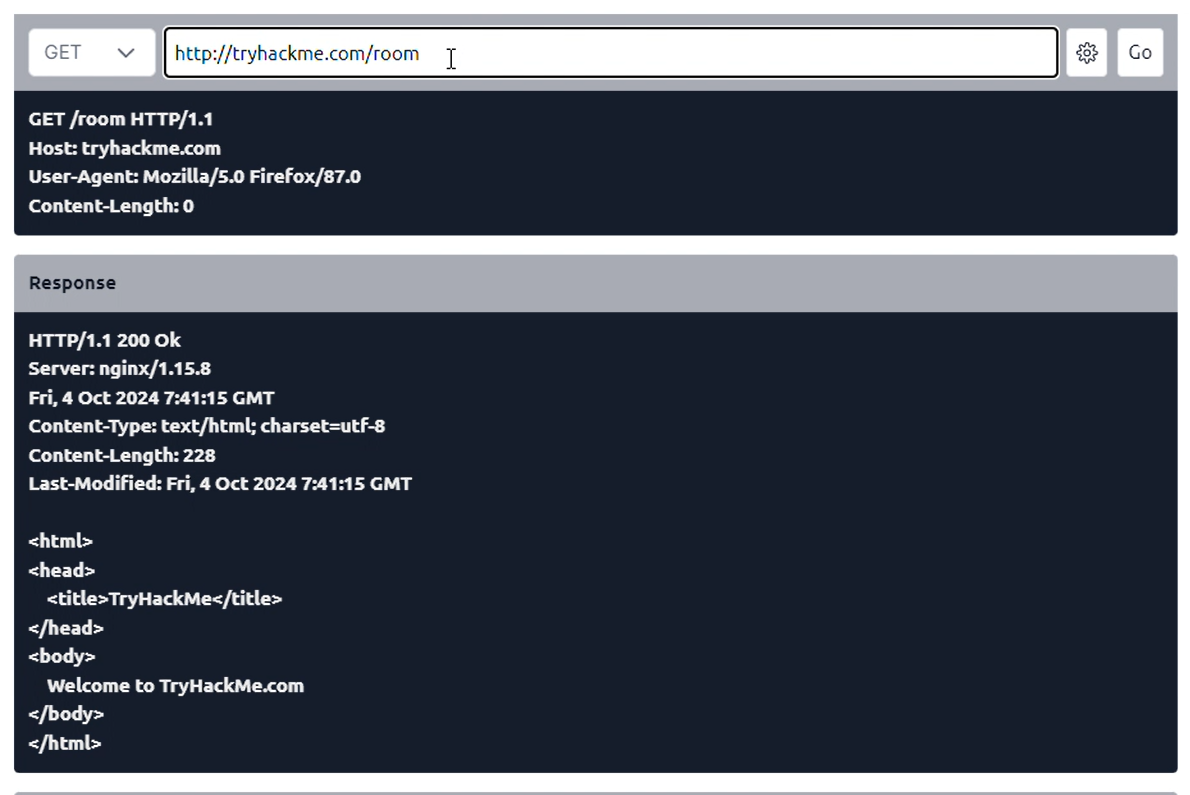 GET
http://tryhackme.com/room
Go
GET /room HTTP/1.1
Host: tryhackme.com
User-Agent: Mozilla/5.0 Firefox/87.0
Content-Length: 0
Response
HTTP/1.1 200 Ok
Server: nginx/1.15.8
Fri, 4 Oct 2024 7:41:15 GMT
Content-Type: text/html; charset=utf-8
Content-Length: 228
Last-Modified: Fri, 4 Oct 2024 7:41:15 GMT
<html>
<head>
<title>TryHackMe</title>
</head>
<body>
Welcome to TryHackMe.com
</body>
</html>